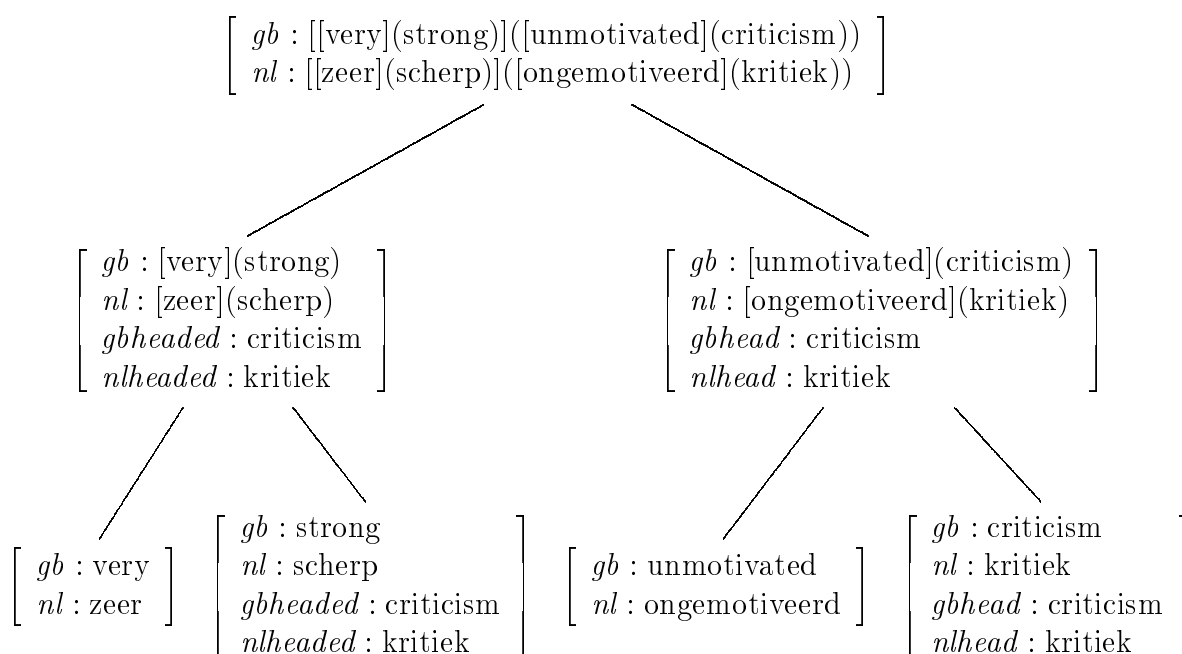 gb : [[very](strong)]([unmotivated](criticism))
nl : [[zeer](scherp)]([ongemotiveerd](kritiek))
gb : [very](strong)
nl : [zeer](scherp)
gbheaded : criticism
nlheaded : kritiek
gb : [unmotivated](criticism)
nl : [ongemotiveerd](kritiek)
gbhead : criticism
nlhead : kritiek
gb : very
nl : zeer
gb : strong
nl : scherp
gbheaded : criticism
nlheaded : kritiek
gb : unmotivated
nl : ongemotiveerd
gb : criticism
nl : kritiek
gbhead : criticism
nlhead : kritiek